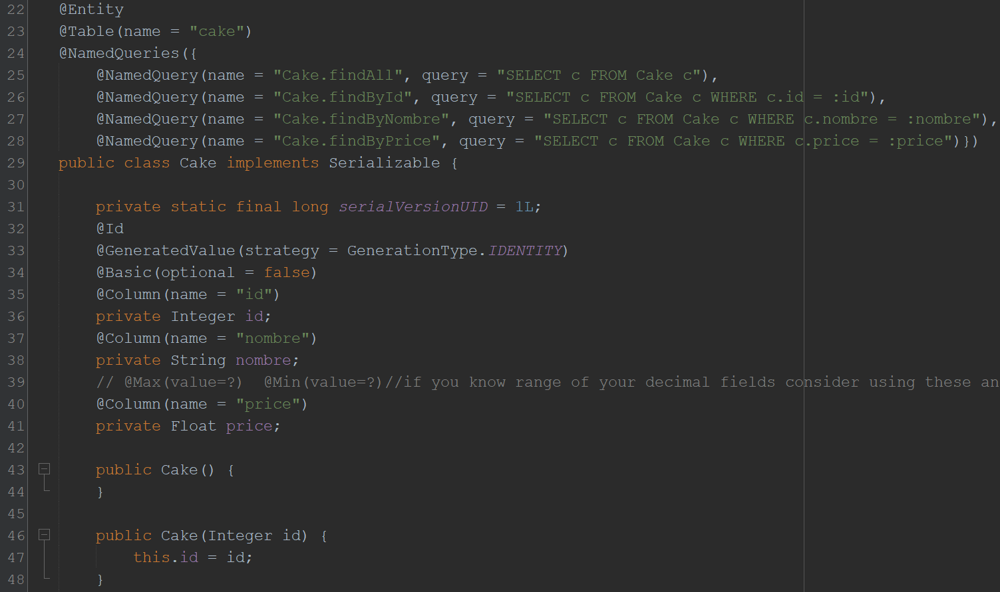 22 @Entity
23 @Table(name = "cake")
24 @NamedQueries({
25 @NamedQuery(name = "Cake.findAll", query = "SELECT c FROM Cake c"),
26 @NamedQuery(name = "Cake.findById", query = "SELECT c FROM Cake c WHERE c.id = :id"),
27 @NamedQuery(name = "Cake.findByNombre", query = "SELECT c FROM Cake c WHERE c.nombre = :nombre"),
28 @NamedQuery(name = "Cake.findByPrice", query = "SELECT c FROM Cake c WHERE c.price = :price")})
29 public class Cake implements Serializable {
30
31 private static final long serialVersionUID = 1L;
32 @Id
33 @GeneratedValue(strategy = GenerationType.IDENTITY)
34 @Basic(optional = false)
35 @Column(name = "id")
36 private Integer id;
37 @Column(name = "nombre")
38 private String nombre;
39 // @Max(value=?)  @Min(value=?)//if you know range of your decimal fields consider using these an
40 @Column(name = "price")
41 private Float price;
42
43 public Cake() {
44 }
45
46 public Cake(Integer id) {
47 this.id = id;
48 }